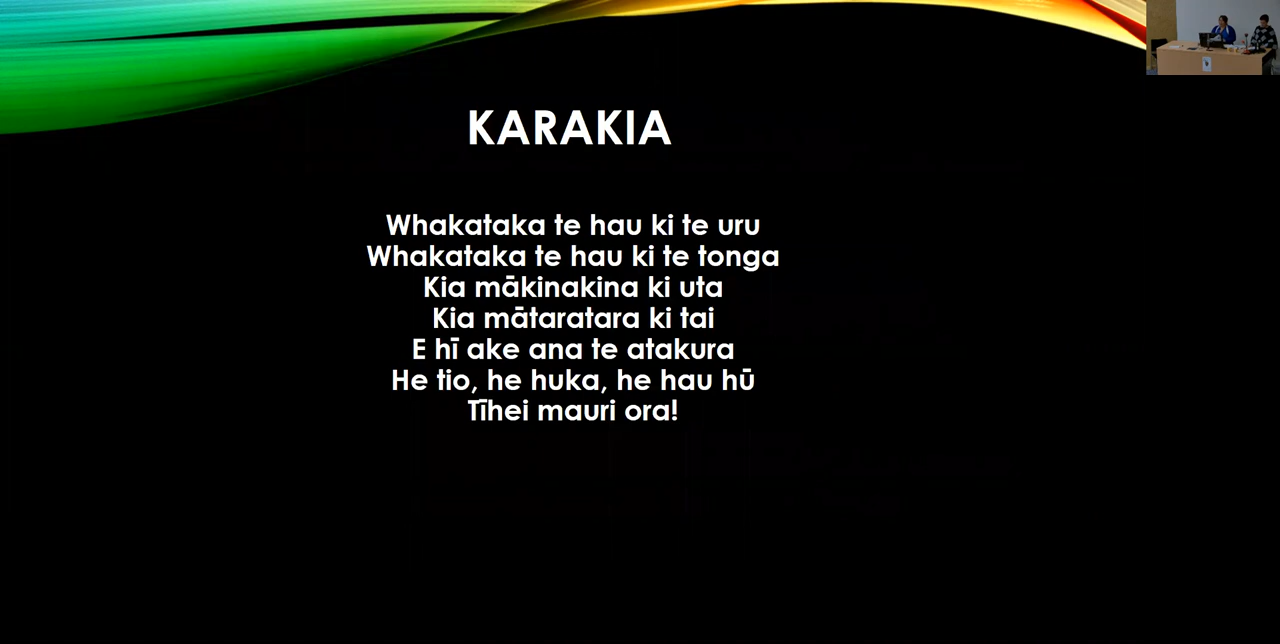 KARAKIA
Whakataka te hau ki te uru
Whakataka te hau ki te tonga
Kia mākinakina ki uta
Kia mātaratara ki tai
E hī ake ana te atakura
He tio, he huka, he hau hū
Tīhei mauri ora!